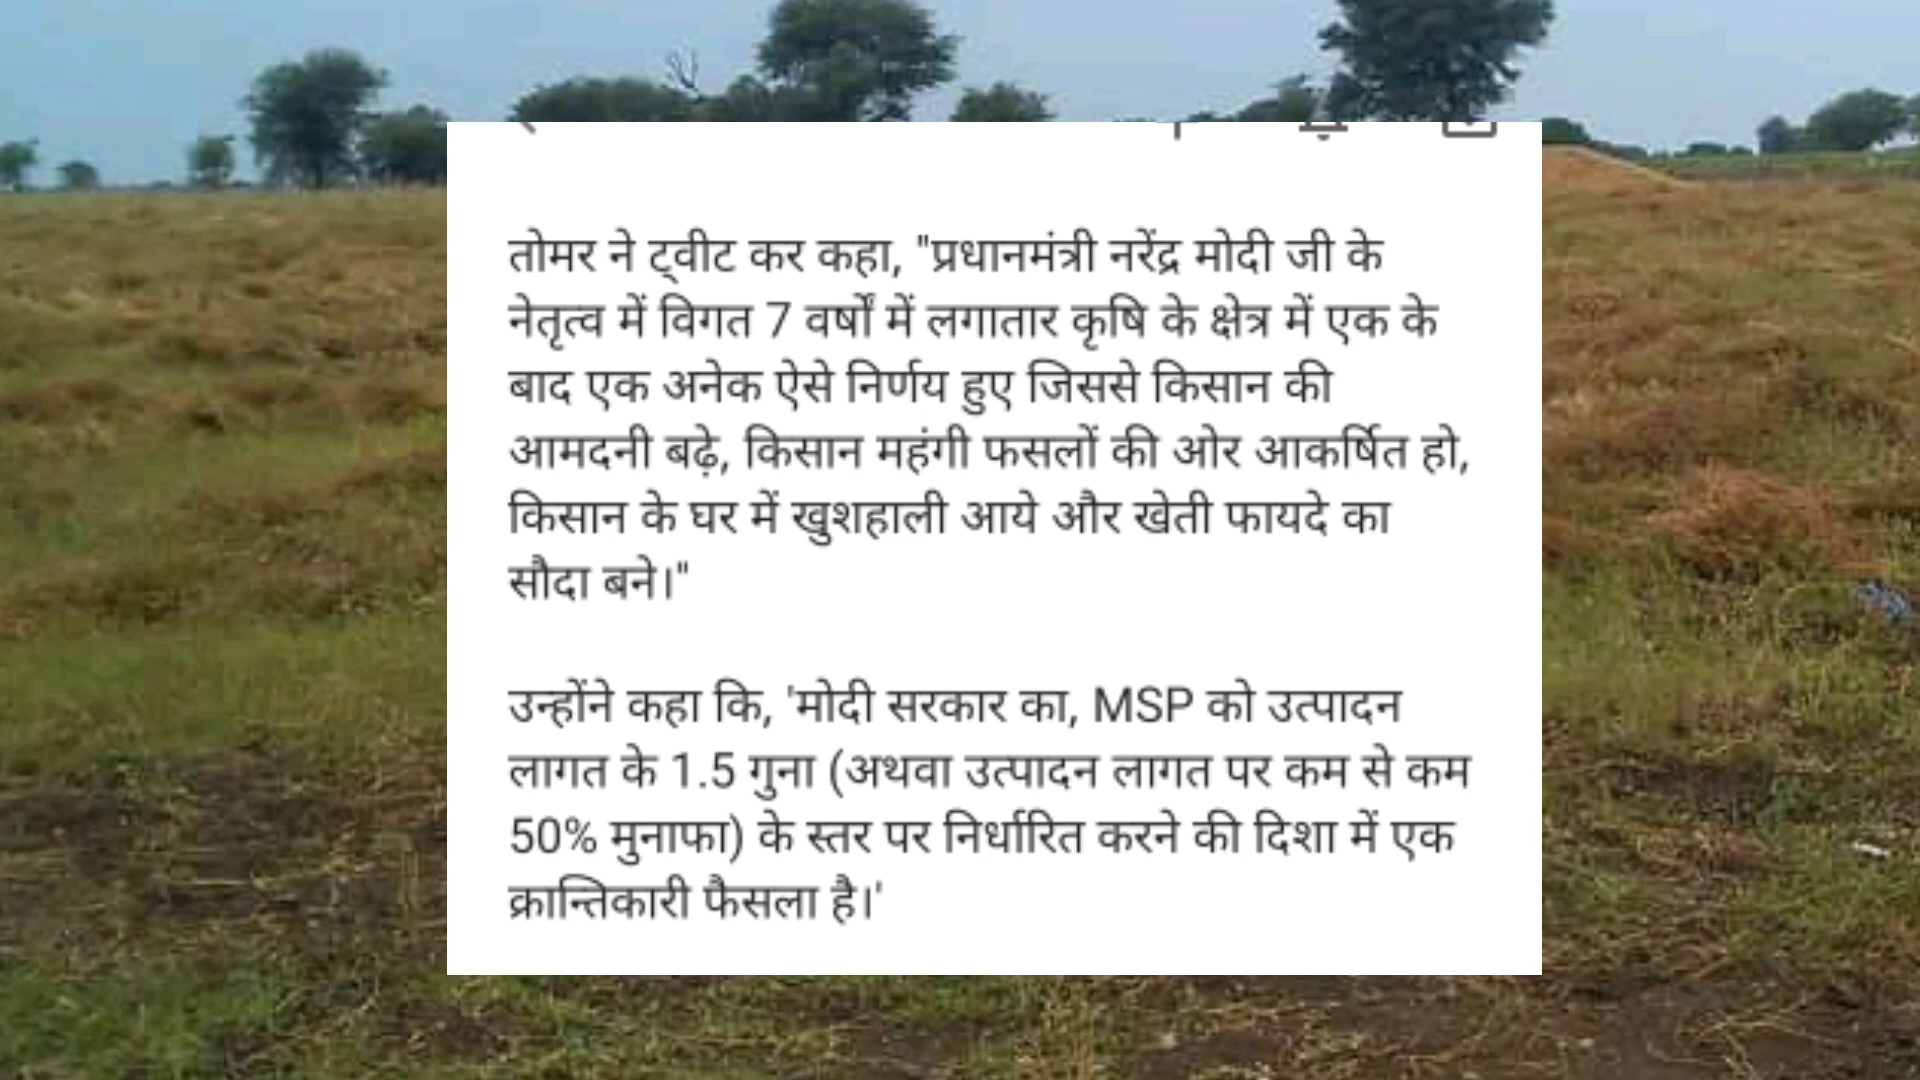 तोमर ने ट्वीट कर कहा, "प्रधानमंत्री नरेंद्र मोदी जी के
नेतृत्व में विगत 7 वर्षों में लगातार कृषि के क्षेत्र में एक के
बाद एक अनेक ऐसे निर्णय हुए जिससे किसान की
आमदनी बढ़े, किसान महंगी फसलों की ओर आकर्षित हो,
किसान के घर में खुशहाली आये और खेती फायदे का
सौदा बने।"
उन्होंने कहा कि, 'मोदी सरकार का, MSP को उत्पादन
लागत के 1.5 गुना (अथवा उत्पादन लागत पर कम से कम
50% मुनाफा) के स्तर पर निर्धारित करने की दिशा में एक
क्रान्तिकारी फैसला है।'